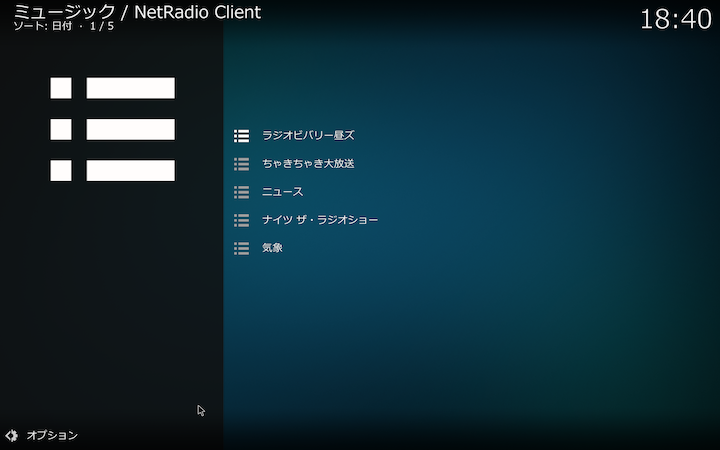 ミュージック / NetRadio Client
ソート: 日付 · 1 / 5
18:40
ラジオビバリー昼ズ
ちゃきちゃき大放送
ニュース
ナイツ ザ・ラジオショー
気象
オプション